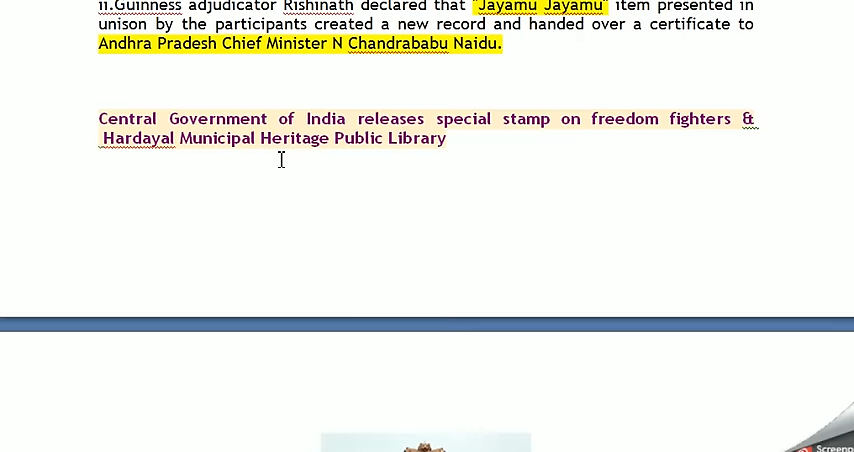 ii.Guinness adjudicator Rishinath declared that "Jayamu Jayamu" item presented in
unison by the participants created a new record and handed over a certificate to
Andhra Pradesh Chief Minister N Chandrababu Naidu.
Central Government of India releases special stamp on freedom fighters &
Hardayal Municipal Heritage Public Library